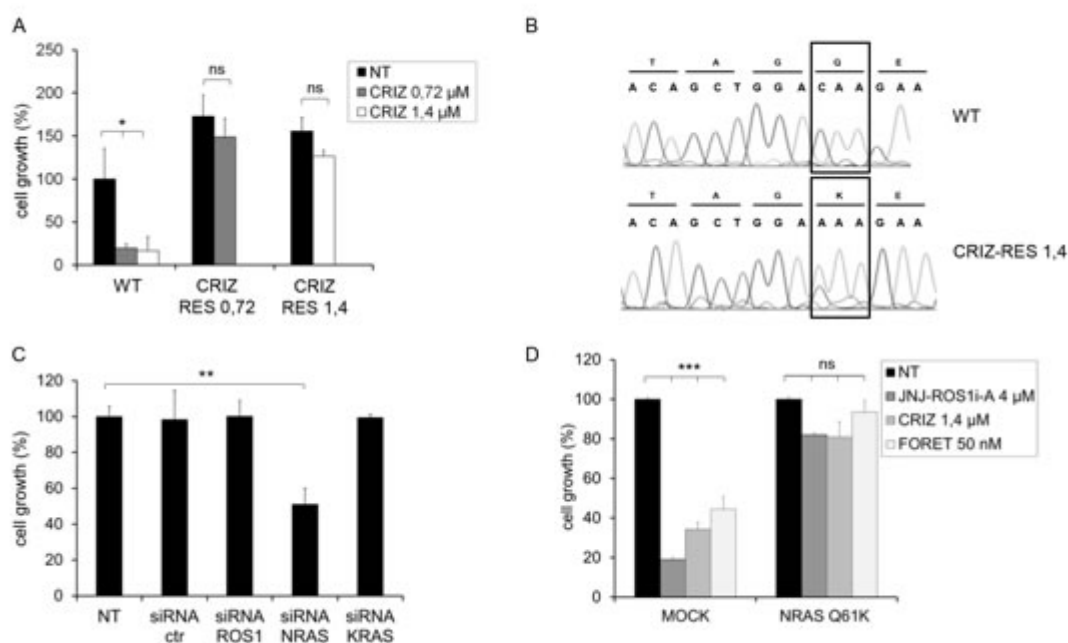 A
250
200
150
100
50
0
cell growth (%)
*
ns
ns
NT
CRIZ 0,72 µM
CRIZ 1,4 µM
WT
CRIZ
RES 0,72
CRIZ
RES 1,4
B
T A G Q E
A C A G C T G G A C A A G A A
WT
T A G K E
A C A G C T G G A A A A G A A
CRIZ-RES 1,4
C
120
100
80
60
40
20
0
cell growth (%)
**
NT
siRNA
ctr
siRNA
ROS1
siRNA
NRAS
siRNA
KRAS
D
120
100
80
60
40
20
0
cell growth (%)
***
ns
NT
JNJ-ROS1i-A 4 µM
CRIZ 1,4 µM
FORET 50 nM
MOCK
NRAS Q61K